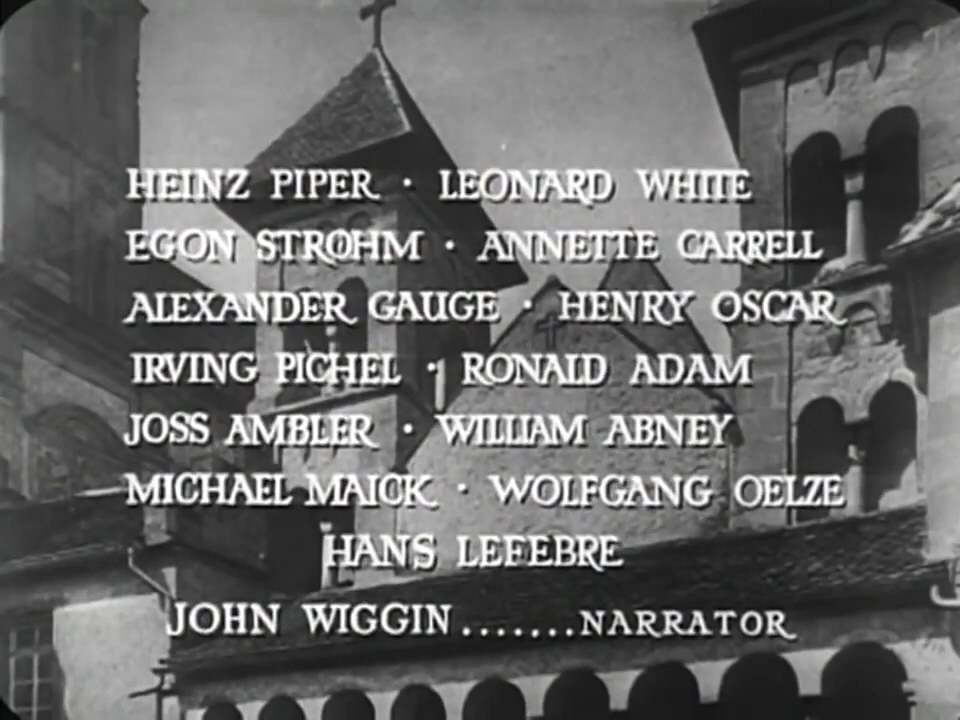 HEINZ PIPER · LEONARD WHITE
EGON STROHM · ANNETTE CARRELL
ALEXANDER GAUGE · HENRY OSCAR
IRVING PICHEL · RONALD ADAM
JOSS AMBLER · WILLIAM ABNEY
MICHAEL MAICK · WOLFGANG OELZE
HANS LEFEBRE
JOHN WIGGIN.......NARRATOR